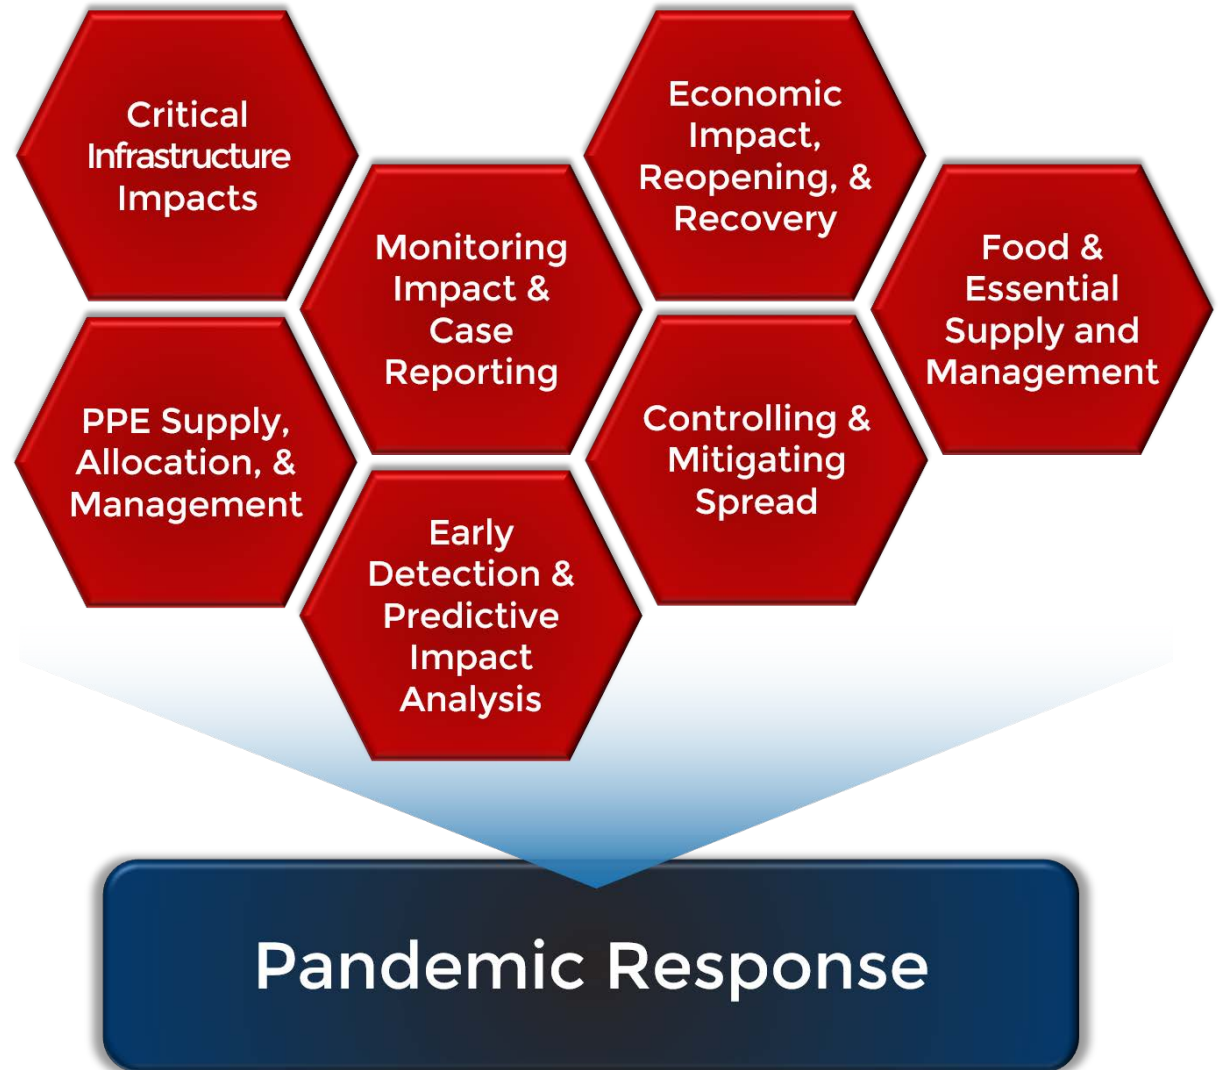 Critical
Infrastructure
Impacts
Economic
Impact,
Reopening, &
Recovery
Monitoring
Impact &
Case
Reporting
Food &
Essential
Supply and
Management
PPE Supply,
Allocation, &
Management
Controlling &
Mitigating
Spread
Early
Detection &
Predictive
Impact
Analysis
Pandemic Response